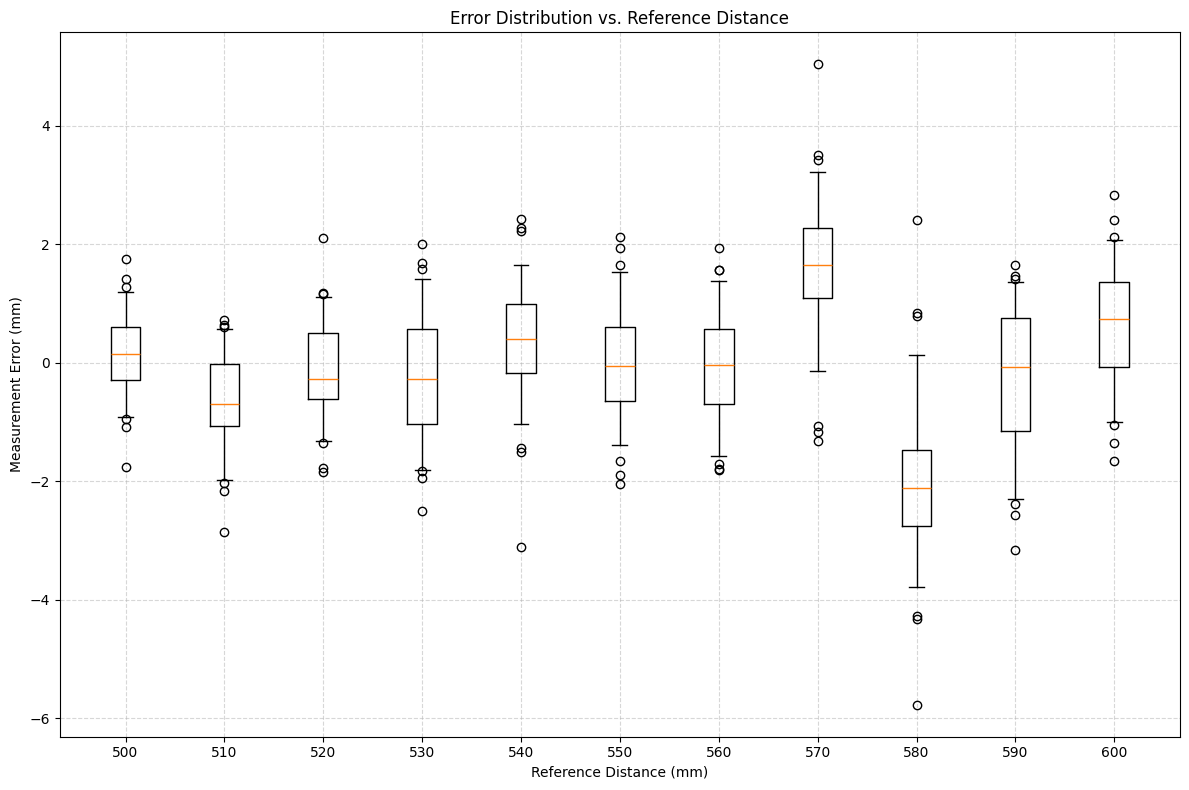 Error Distribution vs. Reference Distance
Measurement Error (mm)
4
2
0
−2
−4
−6
500 510 520 530 540 550 560 570 580 590 600
Reference Distance (mm)